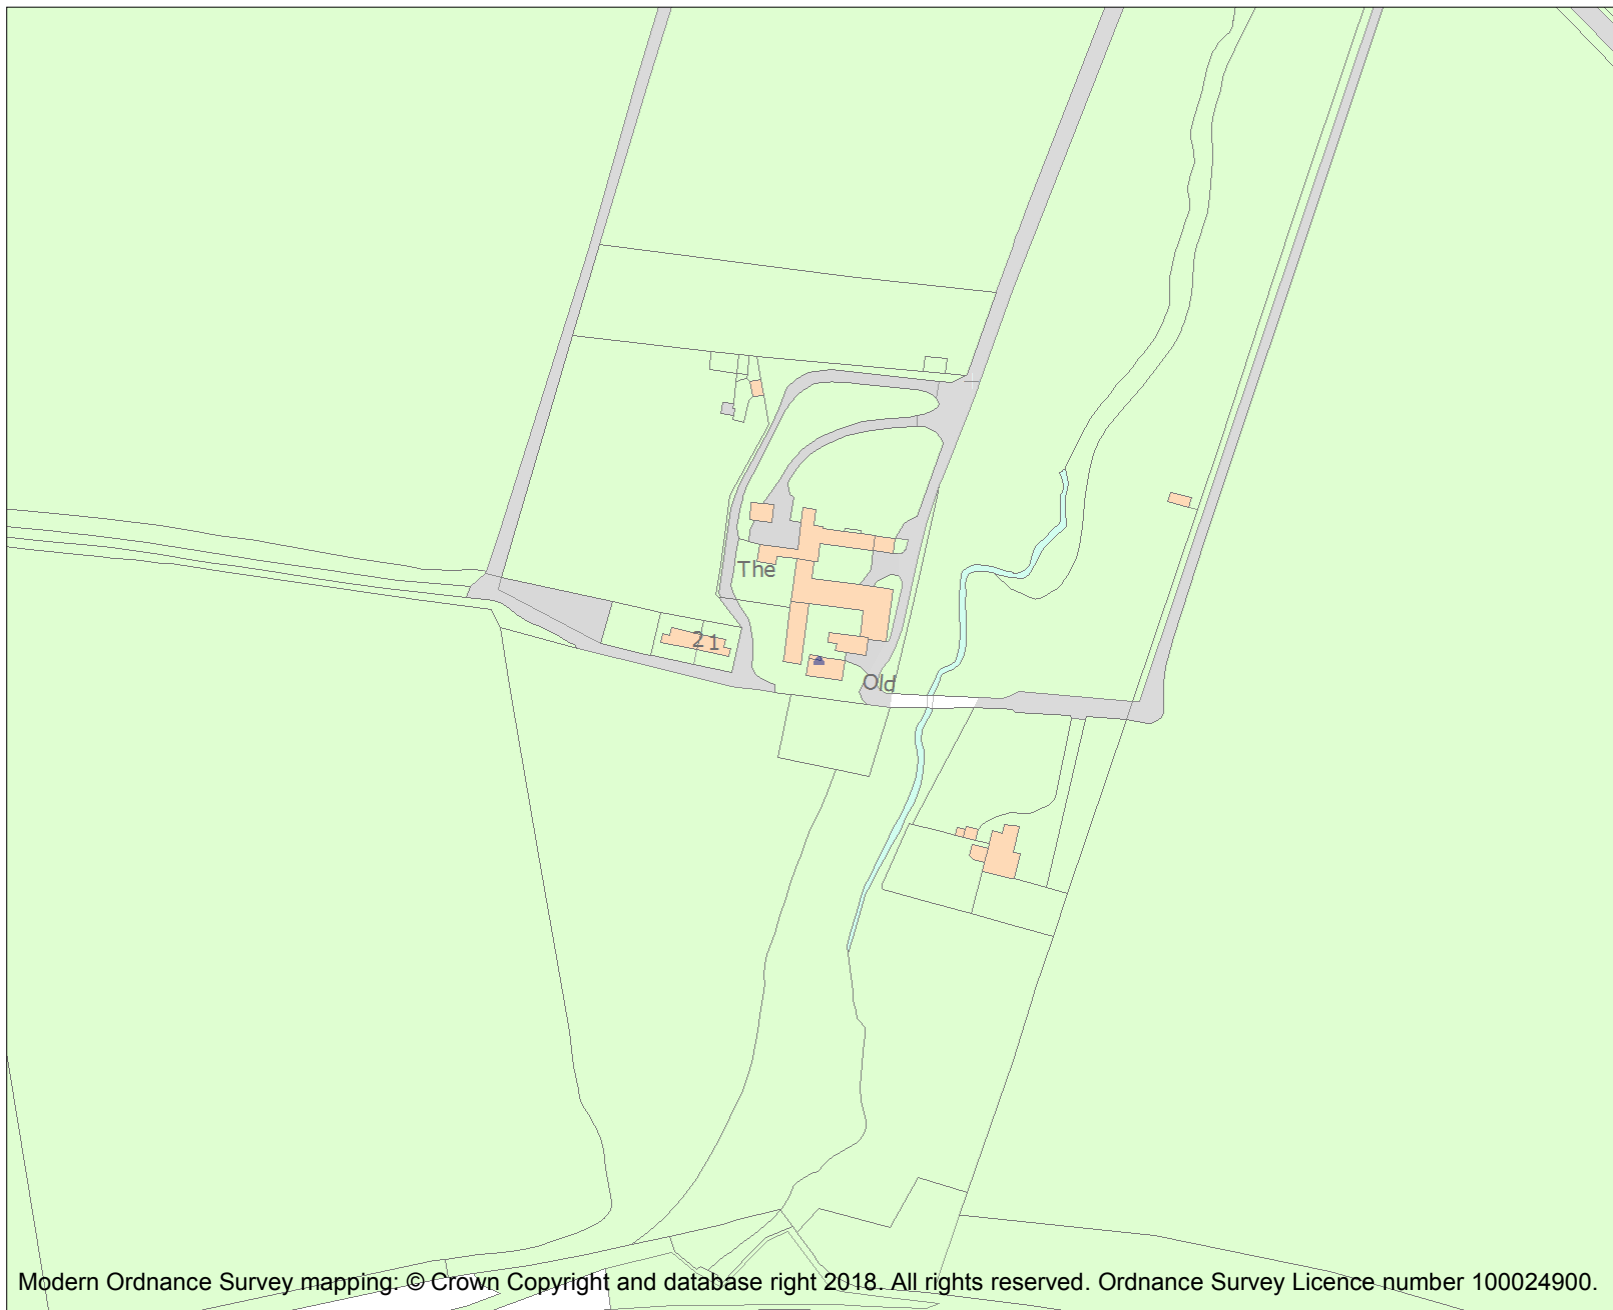 The
21
Old
Modern Ordnance Survey mapping: © Crown Copyright and database right 2018. All rights reserved. Ordnance Survey Licence number 100024900.